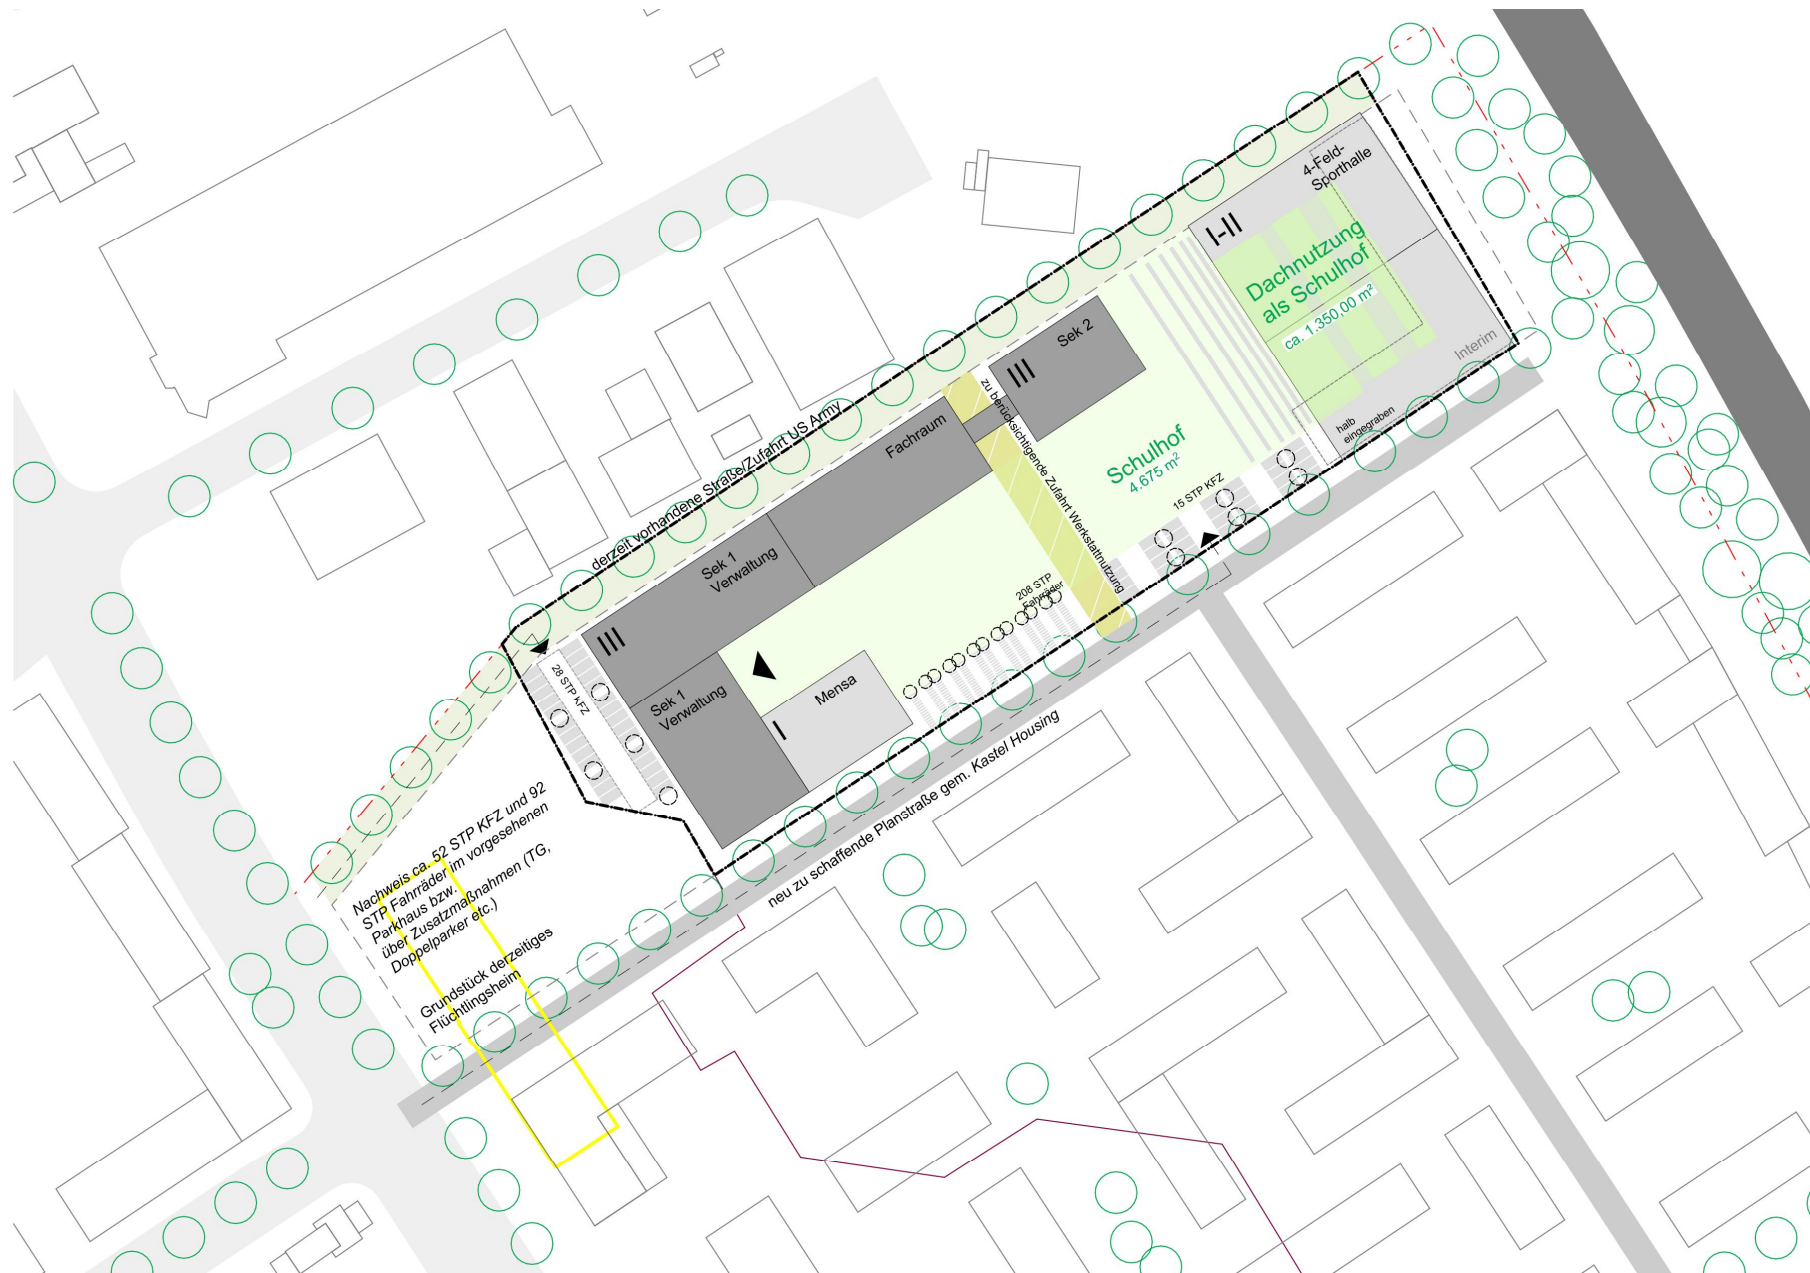 4-Feld-
Sporthalle
I-II
Dachnutzung
als Schulhof
ca. 1.350,00 m²
Interim
halb
eingegraben
Sek 2
III
zu berücksichtigende Zufahrt Werkstattnutzung
Schulhof
4.675 m²
15 STP KFZ
Fachraum
derzeit vorhandene Straße/Zufahrt US Army
Sek 1
Verwaltung
III
208 STP
Fahrräder
28 STP KFZ
Sek 1
Verwaltung
Mensa
I
neu zu schaffende Planstraße gem. Kastel Housing
Nachweis ca. 52 STP KFZ und 92
STP Fahrräder im vorgesehenen
Parkhaus bzw.
über Zusatzmaßnahmen (TG,
Doppelparker etc.)
Grundstück derzeitiges
Flüchtlingsheim